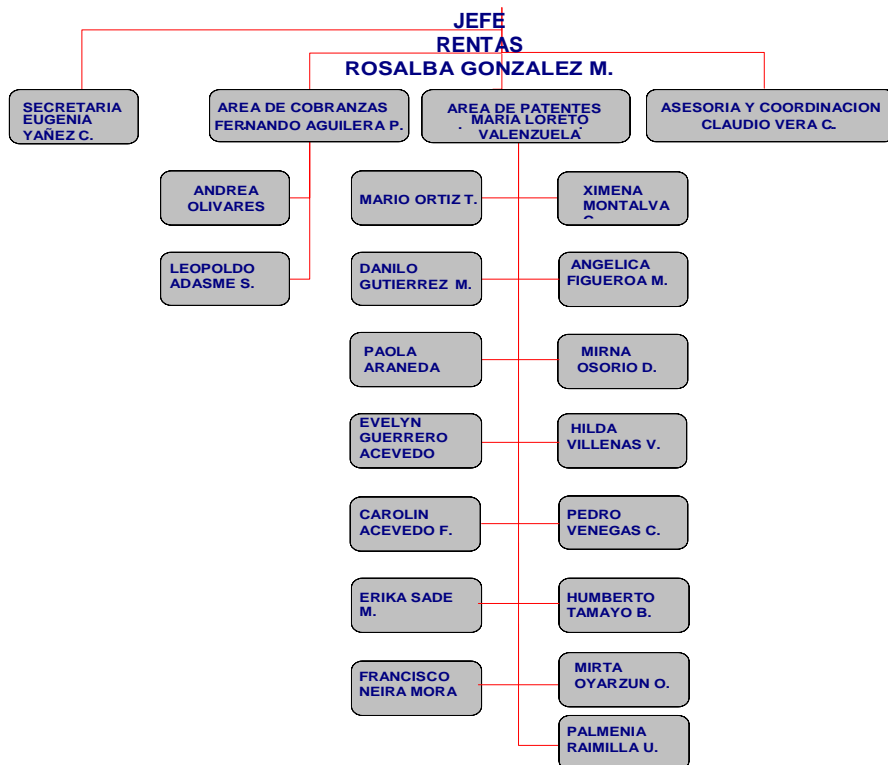 JEFE
RENTAS
ROSALBA GONZALEZ M.
SECRETARIA
EUGENIA
YAÑEZ C.
AREA DE COBRANZAS
FERNANDO AGUILERA P.
AREA DE PATENTES
MARIA LORETO
VALENZUELA
ASESORIA Y COORDINACION
CLAUDIO VERA C.
ANDREA
OLIVARES
MARIO ORTIZ T.
XIMENA
MONTALVA
LEOPOLDO
ADASME S.
DANILO
GUTIERREZ M.
ANGELICA
FIGUEROA M.
PAOLA
ARANEDA
MIRNA
OSORIO D.
EVELYN
GUERRERO
ACEVEDO
HILDA
VILLENAS V.
CAROLIN
ACEVEDO F.
PEDRO
VENEGAS C.
ERIKA SADE
M.
HUMBERTO
TAMAYO B.
FRANCISCO
NEIRA MORA
MIRTA
OYARZUN O.
PALMENIA
RAIMILLA U.